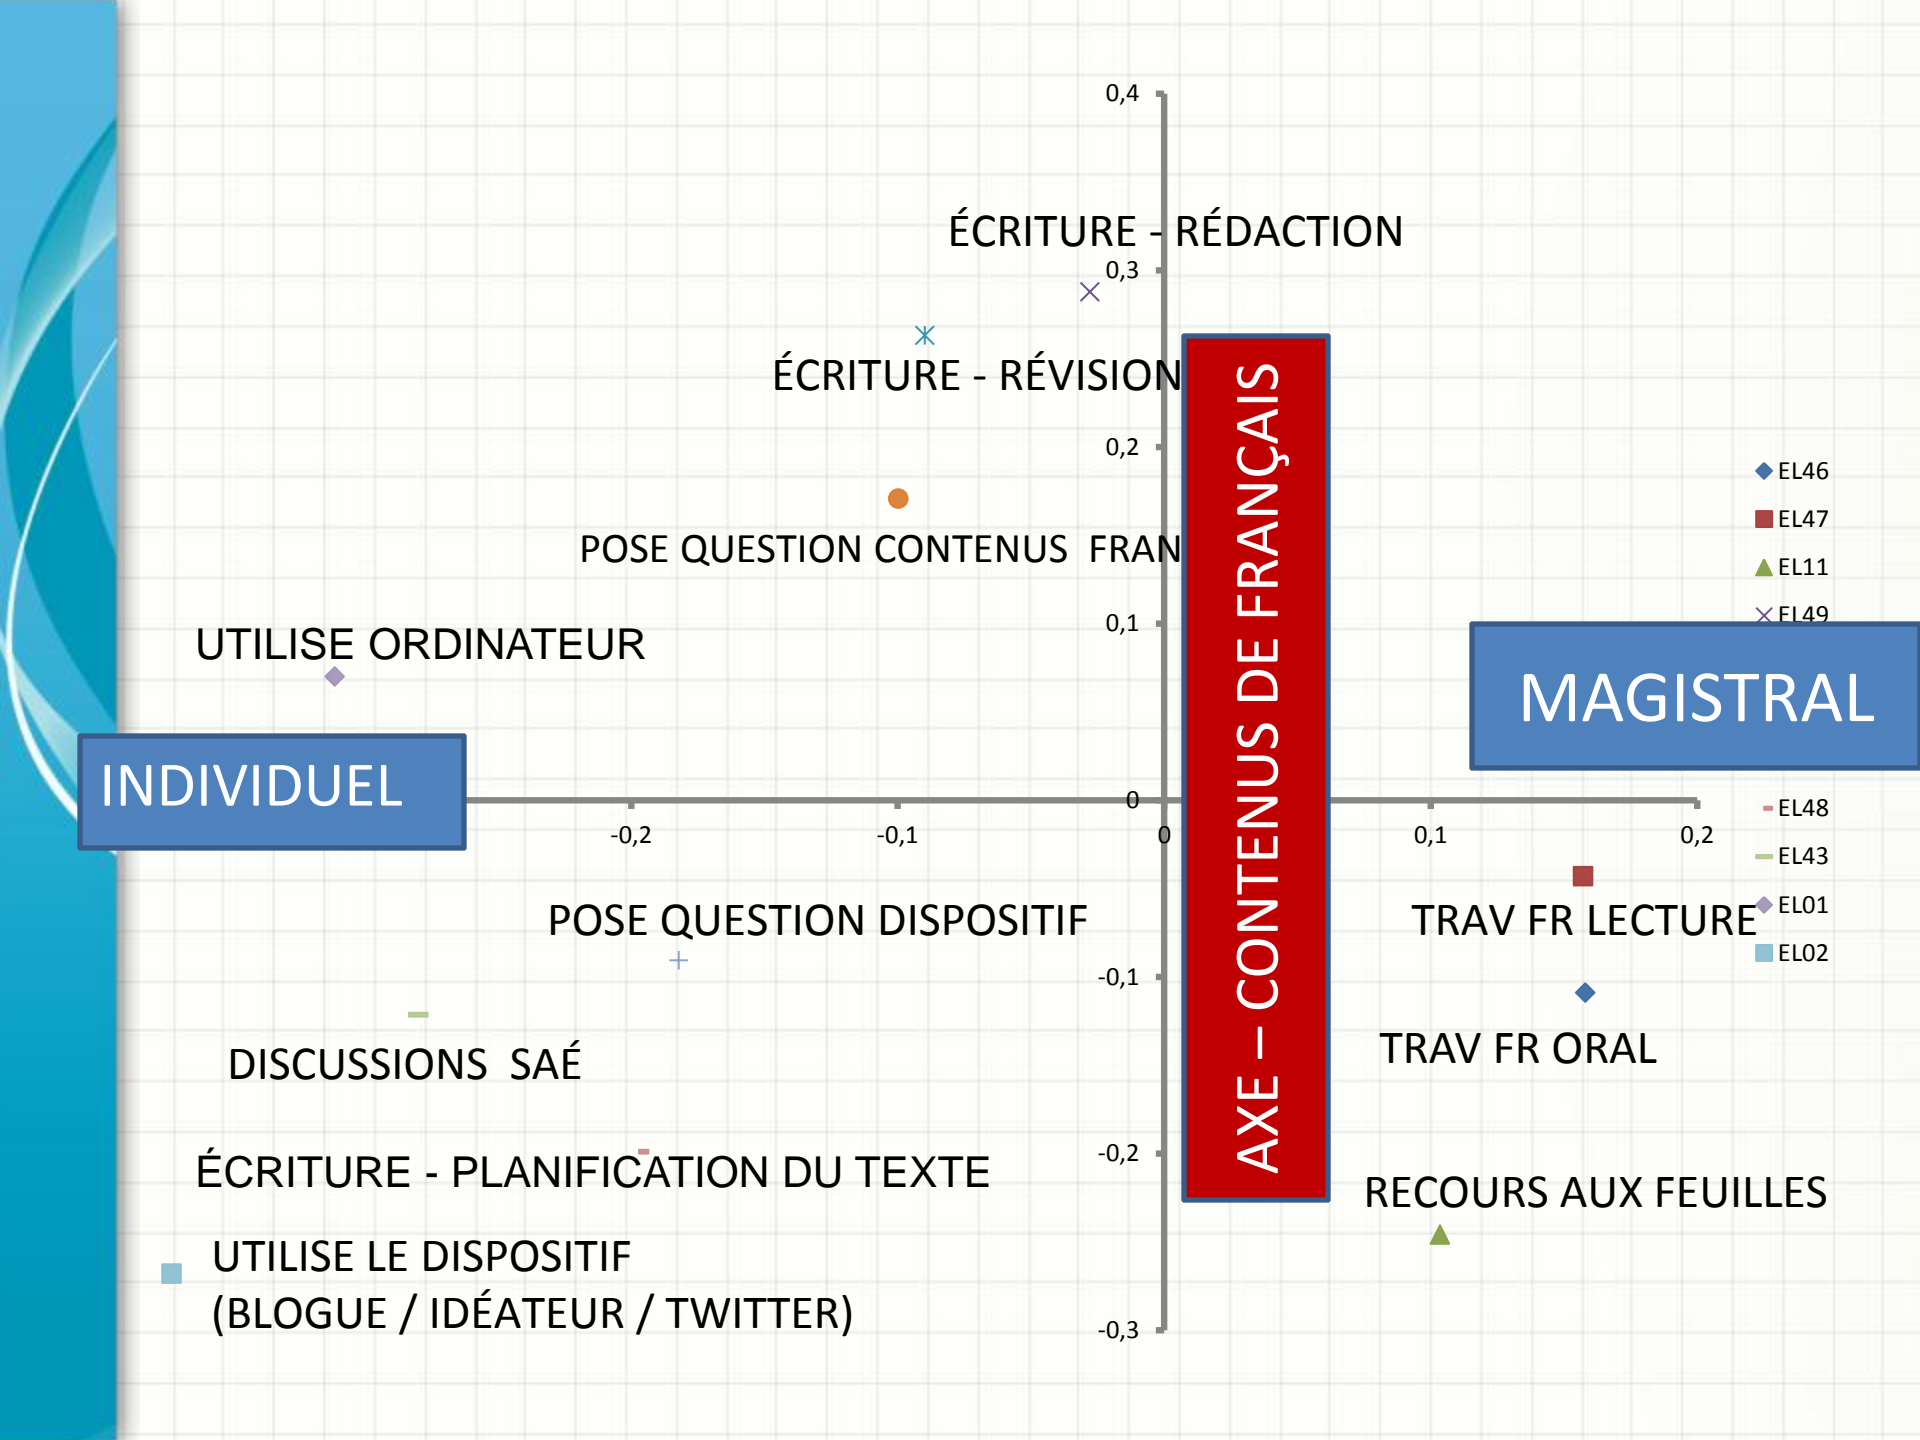 0,4
ÉCRITURE - RÉDACTION
0,3
ÉCRITURE - RÉVISION
0,2
POSE QUESTION CONTENUS FRAN
0,1
UTILISE ORDINATEUR
INDIVIDUEL
AXE – CONTENUS DE FRANÇAIS
MAGISTRAL
EL46
EL47
EL11
EL49
EL48
EL43
EL01
EL02
0
-0,2
-0,1
0
0,1
0,2
POSE QUESTION DISPOSITIF
TRAV FR LECTURE
-0,1
DISCUSSIONS SAÉ
TRAV FR ORAL
-0,2
ÉCRITURE - PLANIFICATION DU TEXTE
RECOURS AUX FEUILLES
UTILISE LE DISPOSITIF
(BLOGUE / IDÉATEUR / TWITTER)
-0,3